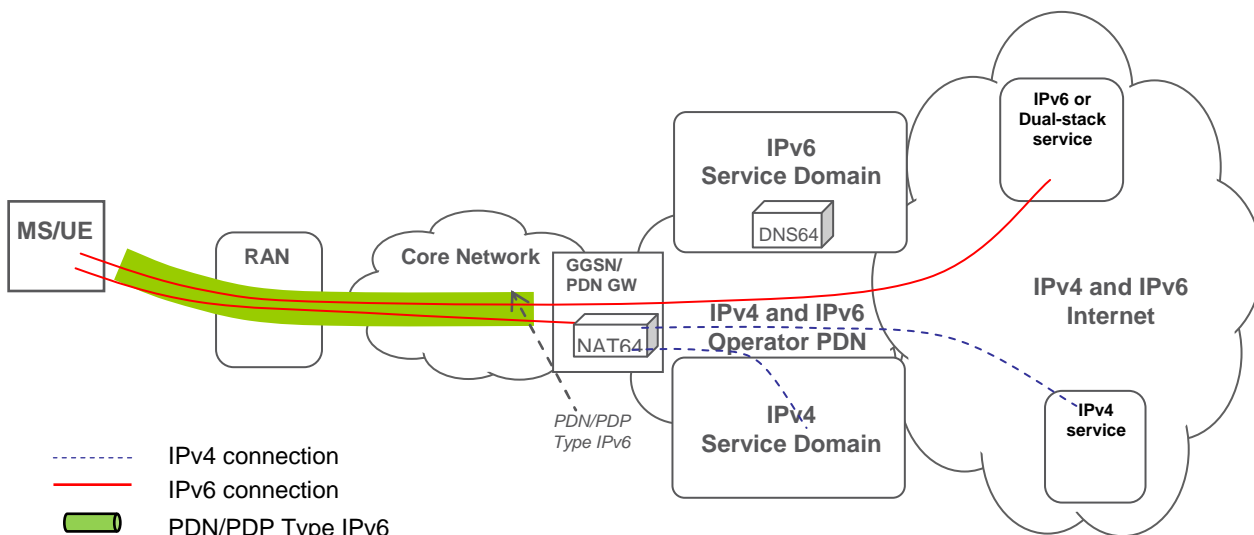 IPv6 or
Dual-stack
service
IPv6
Service Domain
DNS64
MS/UE
RAN
Core Network
GGSN/
PDN GW
NAT64
IPv4 and IPv6
Operator PDN
IPv4 and IPv6
Internet
PDN/PDP
Type IPv6
IPv4
Service Domain
IPv4
service
IPv4 connection
IPv6 connection
PDN/PDP Type IPv6